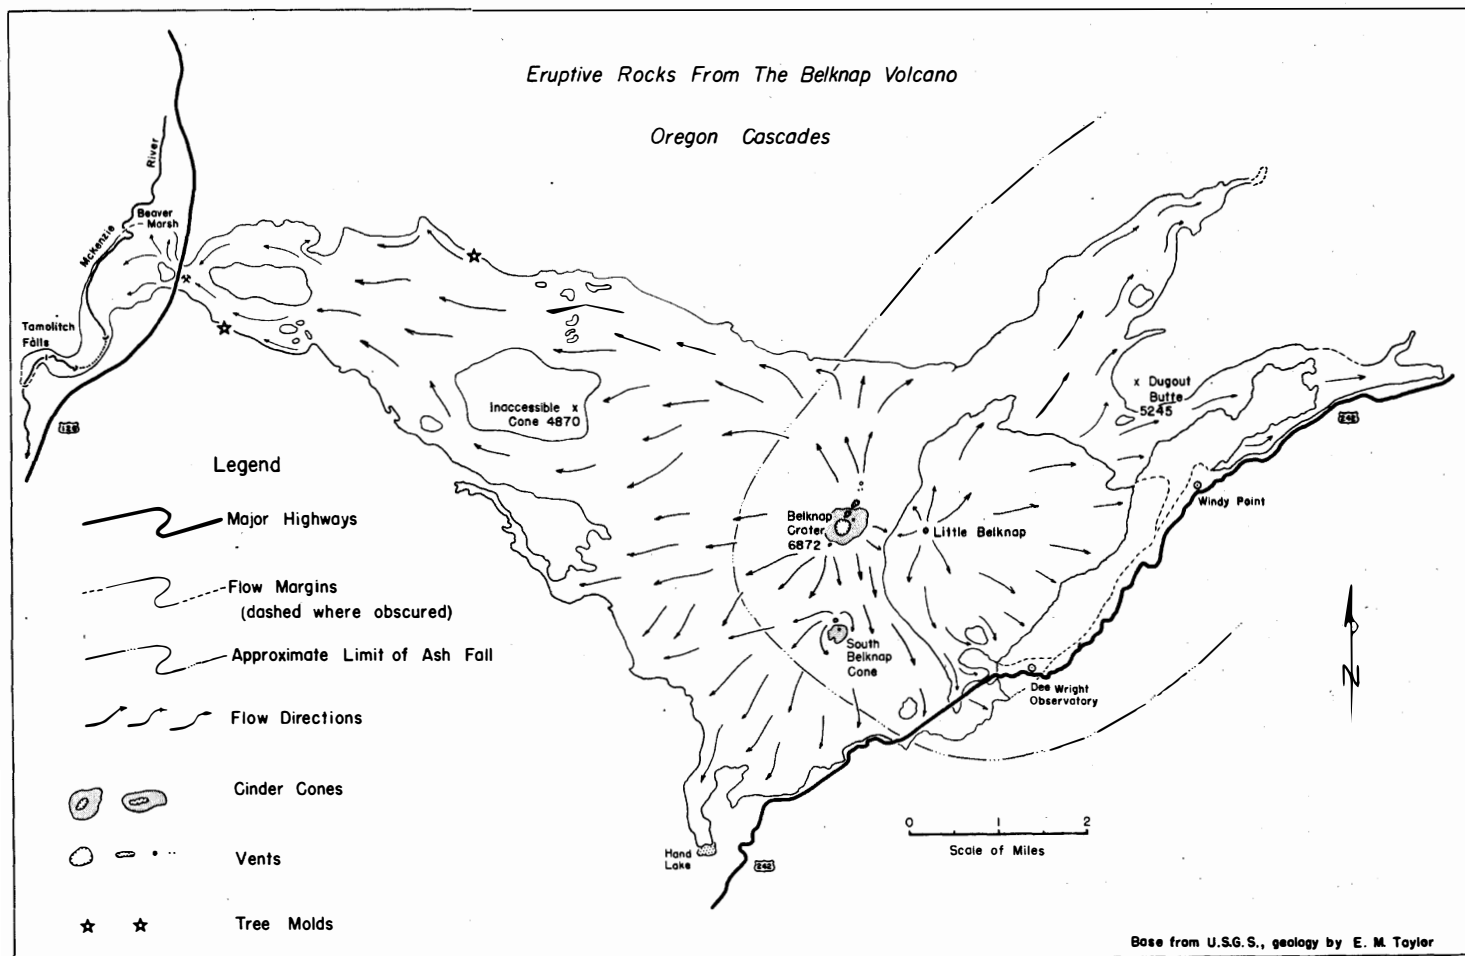 Eruptive Rocks From The Belknap Volcano
Oregon Cascades
River
McKenzie
Beaver
Marsh
Tamolitch
Falls
126
Inaccessible x
Cone 4870
x Dugout
Butte
5245
242
Windy Point
Belknap
Crater
6872
Little Belknap
South
Belknap
Cone
Dee Wright
Observatory
Hand
Lake
242
Legend
Major Highways
Flow Margins
(dashed where obscured)
Approximate Limit of Ash Fall
Flow Directions
Cinder Cones
Vents
Tree Molds
0 1 2
Scale of Miles
N
Base from U.S.G.S., geology by E. M. Taylor